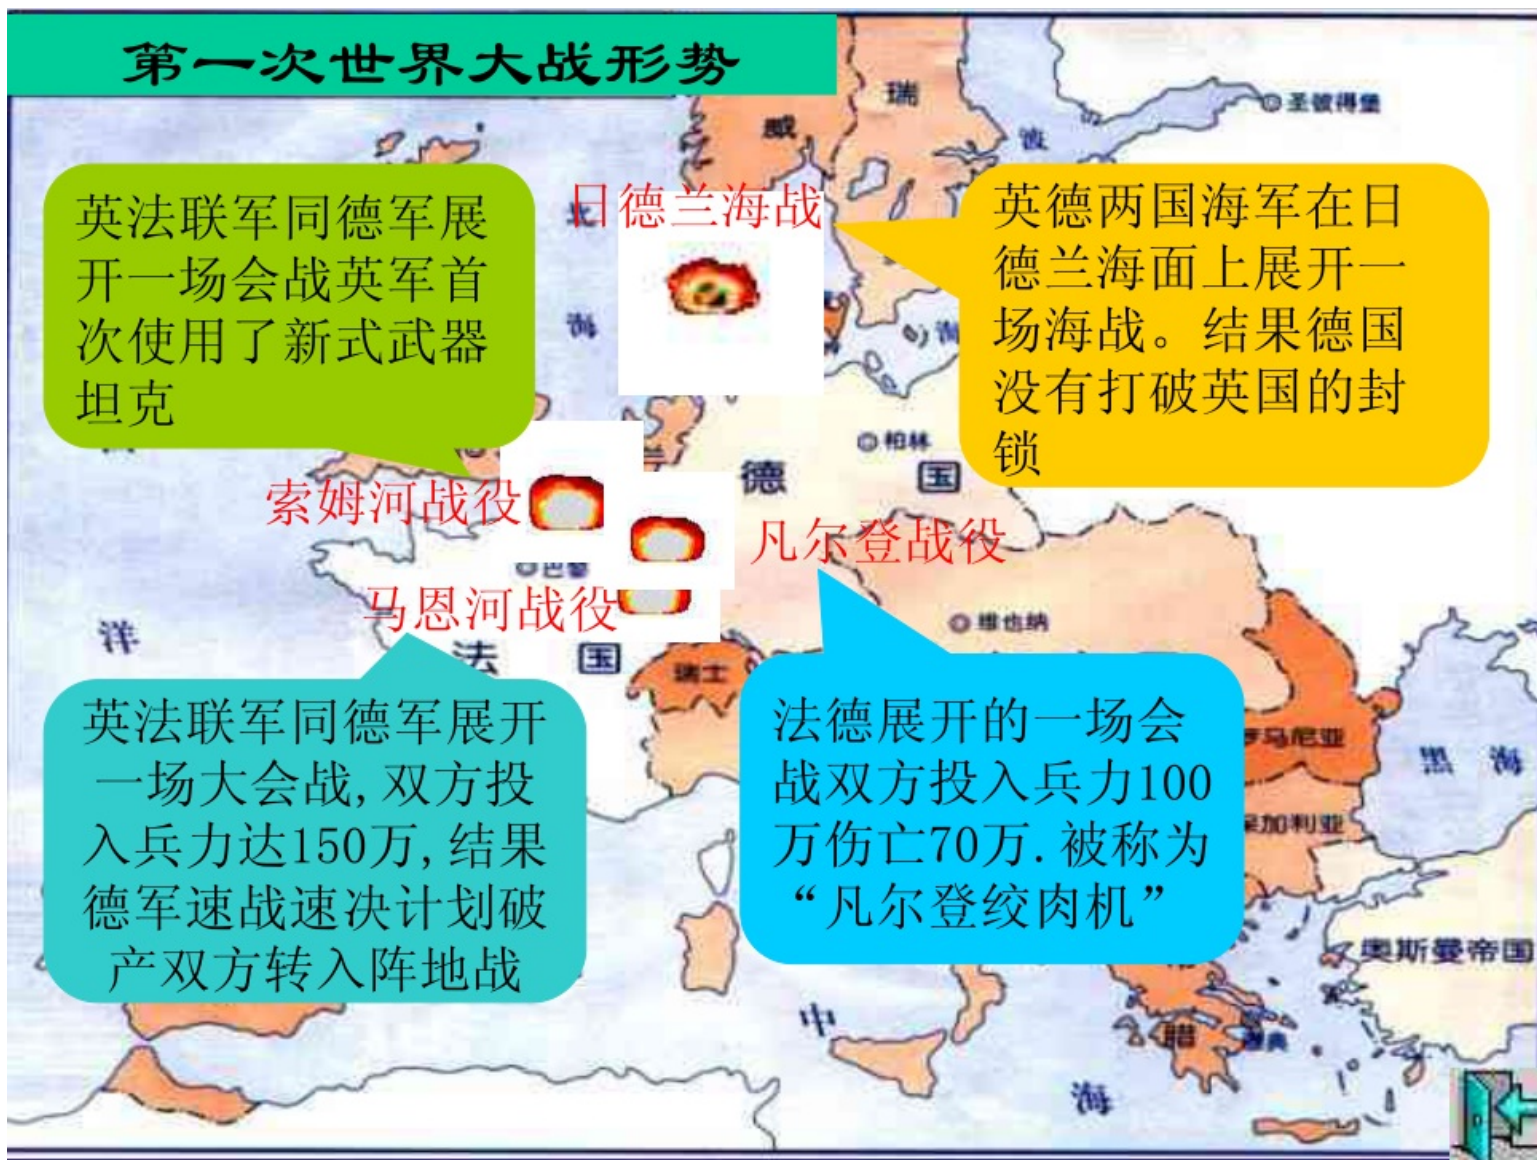 第一次世界大战形势
瑞
威
圣彼得堡
波
英法联军同德军展
开一场会战英军首
次使用了新式武器
坦克
北
海
日德兰海战
海
英德两国海军在日
德兰海面上展开一
场海战。结果德国
没有打破英国的封
锁
柏林
德 国
索姆河战役
凡尔登战役
巴黎
马恩河战役
洋
法 国
瑞士
维也纳
英法联军同德军展开
一场大会战,双方投
入兵力达150万,结果
德军速战速决计划破
产双方转入阵地战
法德展开的一场会
战双方投入兵力100
万伤亡70万.被称为
“凡尔登绞肉机”
罗马尼亚
保加利亚
黑 海
奥斯曼帝国
中
海
腊
雅典